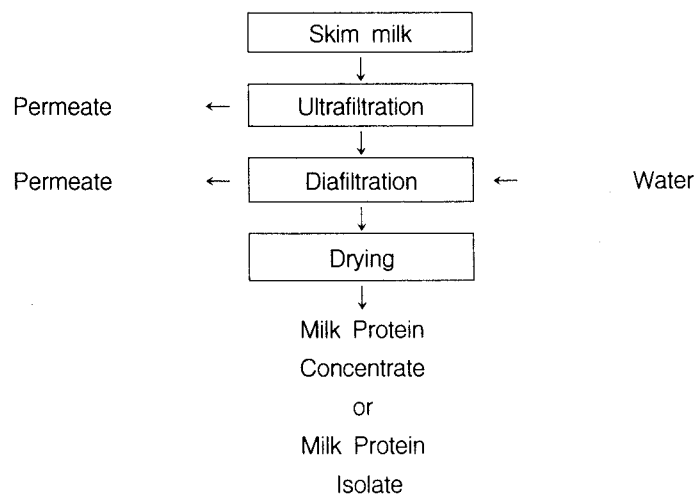 Skim milk
Permeate ← Ultrafiltration
Permeate ← Diafiltration ← Water
Drying
Milk Protein
Concentrate
or
Milk Protein
Isolate